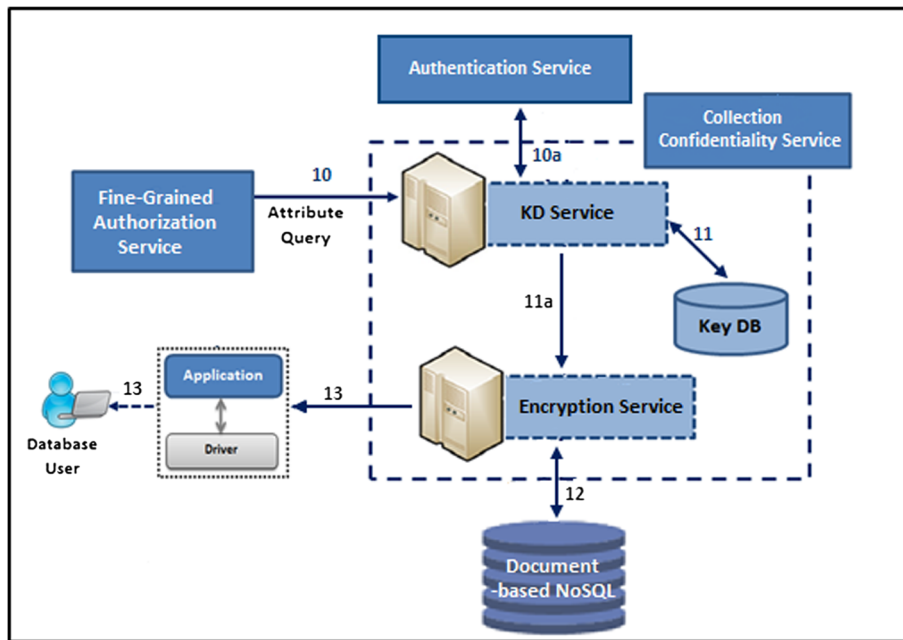 Authentication Service
Collection
Confidentiality Service
10a
10
Fine-Grained
Authorization
Service
Attribute
Query
KD Service
11
Key DB
11a
13
Application
13
Encryption Service
Driver
Database
User
12
Document
-based NoSQL